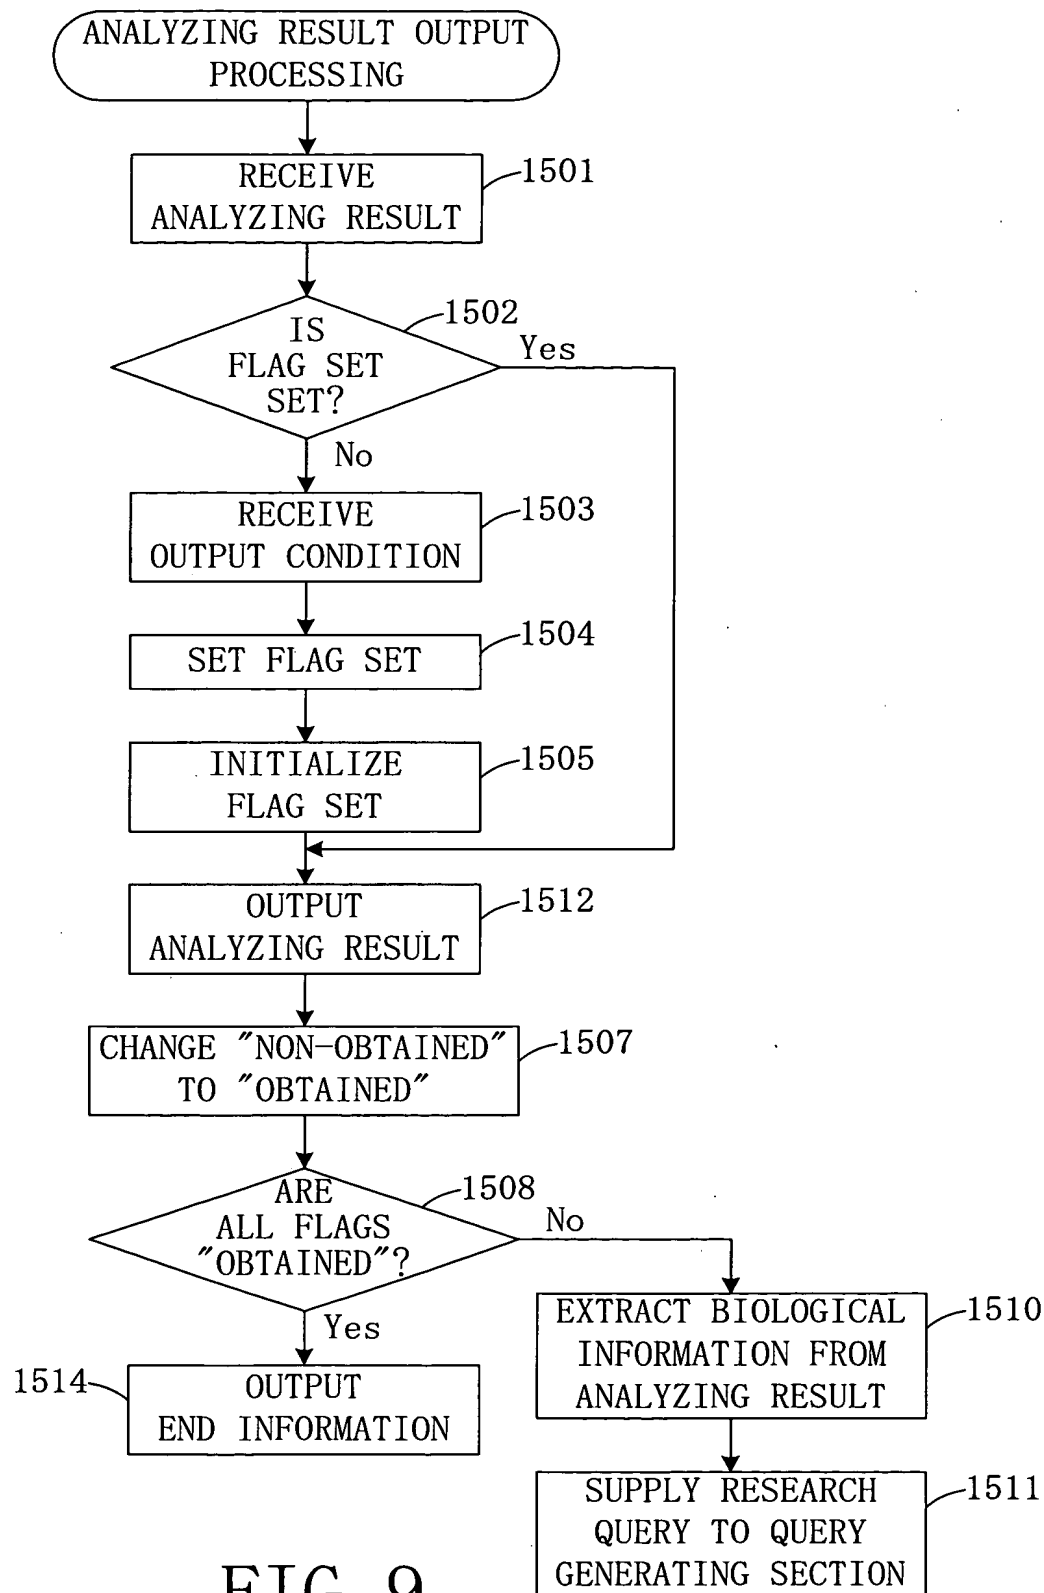 ANALYZING RESULT OUTPUT
PROCESSING
RECEIVE
ANALYZING RESULT
1501
IS
FLAG SET
SET?
1502
Yes
No
RECEIVE
OUTPUT CONDITION
1503
SET FLAG SET
1504
INITIALIZE
FLAG SET
1505
OUTPUT
ANALYZING RESULT
1512
CHANGE "NON-OBTAINED"
TO "OBTAINED"
1507
ARE
ALL FLAGS
"OBTAINED"?
1508
No
Yes
1514
OUTPUT
END INFORMATION
EXTRACT BIOLOGICAL
INFORMATION FROM
ANALYZING RESULT
1510
SUPPLY RESEARCH
QUERY TO QUERY
GENERATING SECTION
1511
FIG. 9